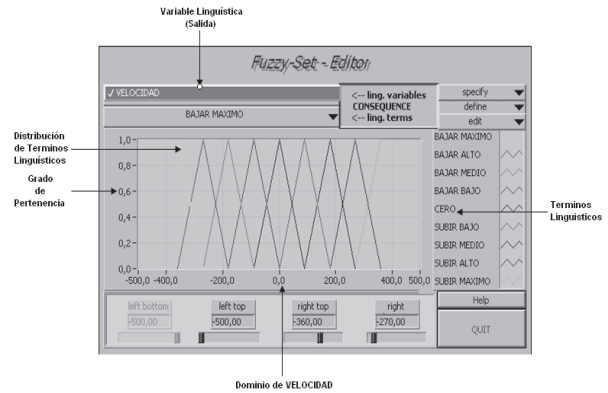 Variable Linguística
(Salida)
Fuzzy-Set - Editor
✓ VELOCIDAD
<-- ling. variables
CONSEQUENCE
<-- ling. terms
specify
define
edit
BAJAR MAXIMO
Distribución
de Terminos
Linguísticos
Grado
de
Pertenencia
1,0-
0,8-
0,6-
0,4-
0,2-
0,0-
-500,0 -400,0 -200,0 0,0 200,0 400,0 500,0
BAJAR MAXIMO
BAJAR ALTO
BAJAR MEDIO
BAJAR BAJO
CERO
SUBIR BAJO
SUBIR MEDIO
SUBIR ALTO
SUBIR MAXIMO
Terminos
Linguísticos
left bottom
-500,00
left top
-500,00
right top
-360,00
right
-270,00
Help
QUIT
Dominio de VELOCIDAD